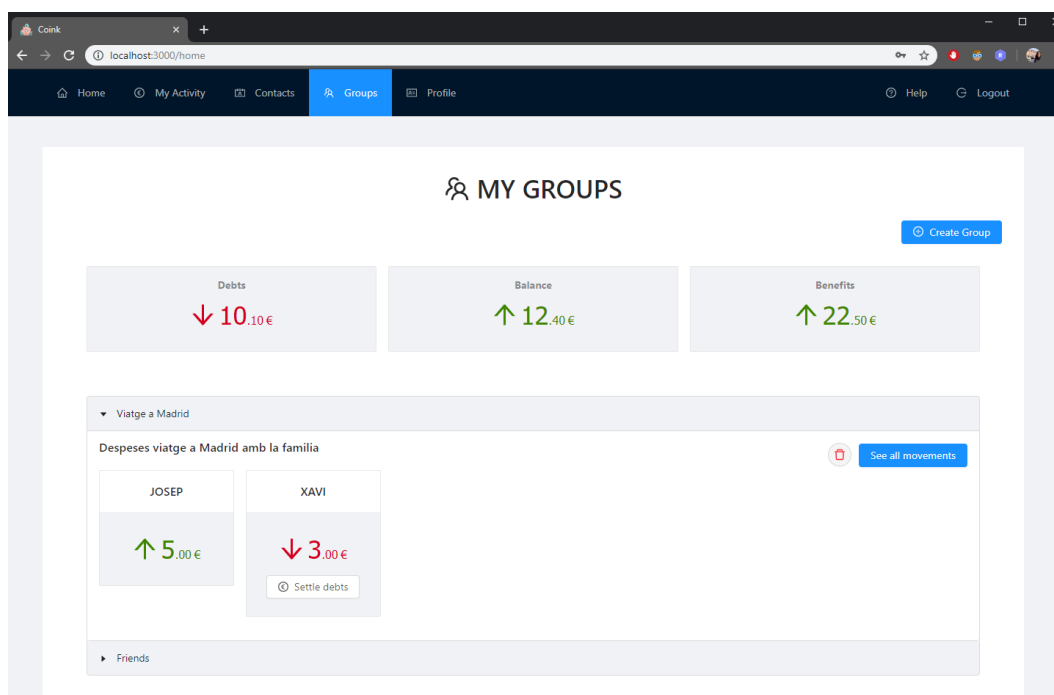 Coink
localhost:3000/home
Home My Activity Contacts Groups Profile Help Logout
MY GROUPS
Create Group
Debts Balance Benefits
10.10 € 12.40 € 22.50 €
Viatge a Madrid
Despeses viatge a Madrid amb la família
See all movements
JOSEP XAVI
5.00 € 3.00 €
Settle debts
Friends